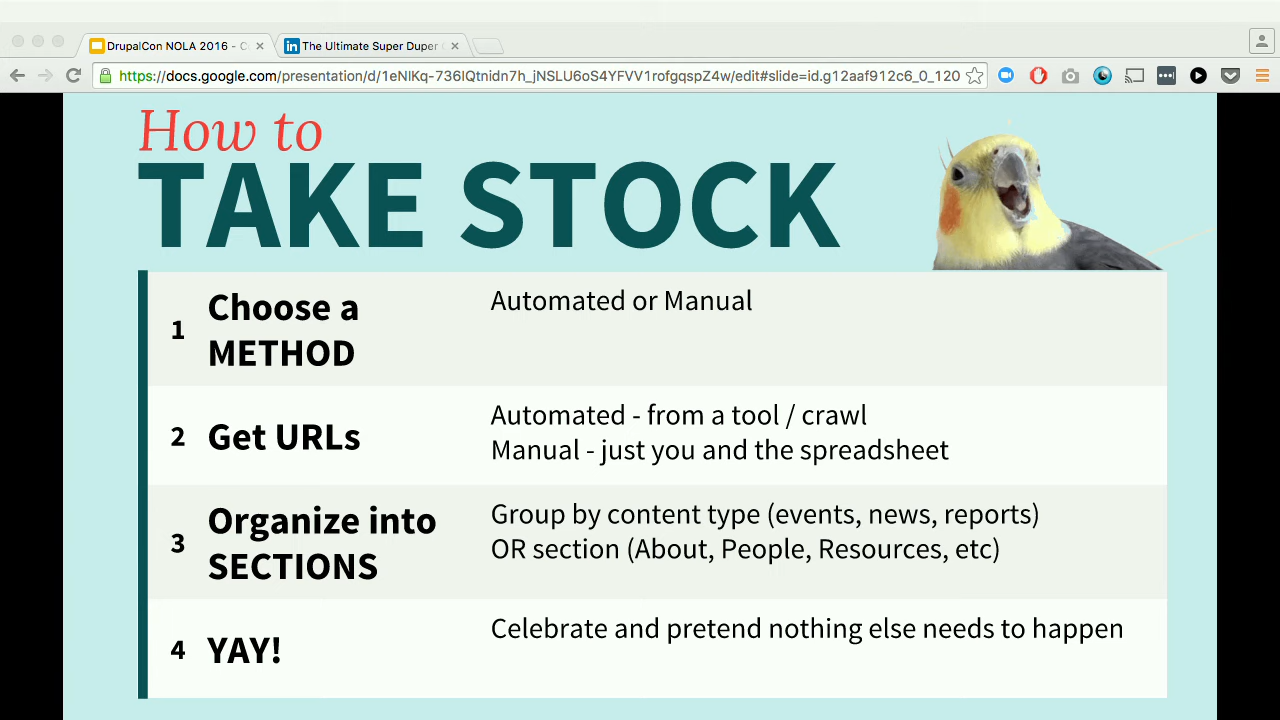 DrupalCon NOLA 2016 - C
The Ultimate Super Duper
https://docs.google.com/presentation/d/1eNlKq-736lQtnidn7h_jNSLU6oS4YFVV1rofgqspZ4w/edit#slide=id.g12aaf912c6_0_120
How to
TAKE STOCK
1
Choose a
METHOD
Automated or Manual
2
Get URLs
Automated - from a tool / crawl
Manual - just you and the spreadsheet
3
Organize into
SECTIONS
Group by content type (events, news, reports)
OR section (About, People, Resources, etc)
4
YAY!
Celebrate and pretend nothing else needs to happen